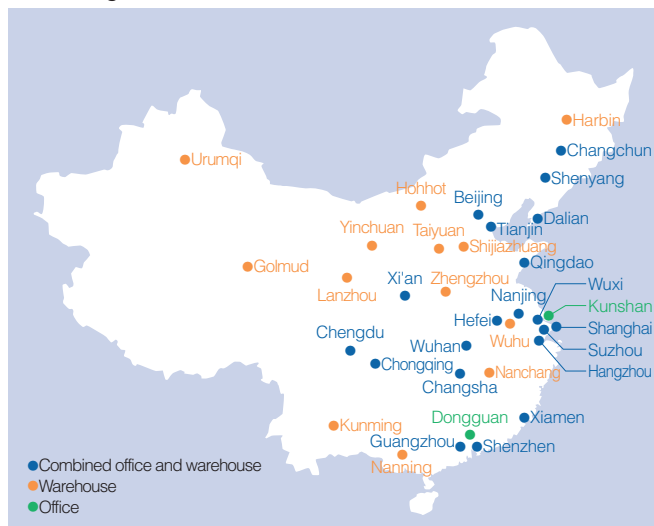 Harbin
Changchun
Urumqi
Shenyang
Hohhot
Beijing
Dalian
Yinchuan
Taiyuan
Tianjin
Shijiazhuang
Golmud
Qingdao
Xi'an
Zhengzhou
Wuxi
Lanzhou
Nanjing
Kunshan
Hefei
Shanghai
Chengdu
Wuhan
Wuhu
Suzhou
Chongqing
Nanchang
Hangzhou
Changsha
Kunming
Dongguan
Xiamen
Guangzhou
Shenzhen
Nanning
Combined office and warehouse
Warehouse
Office